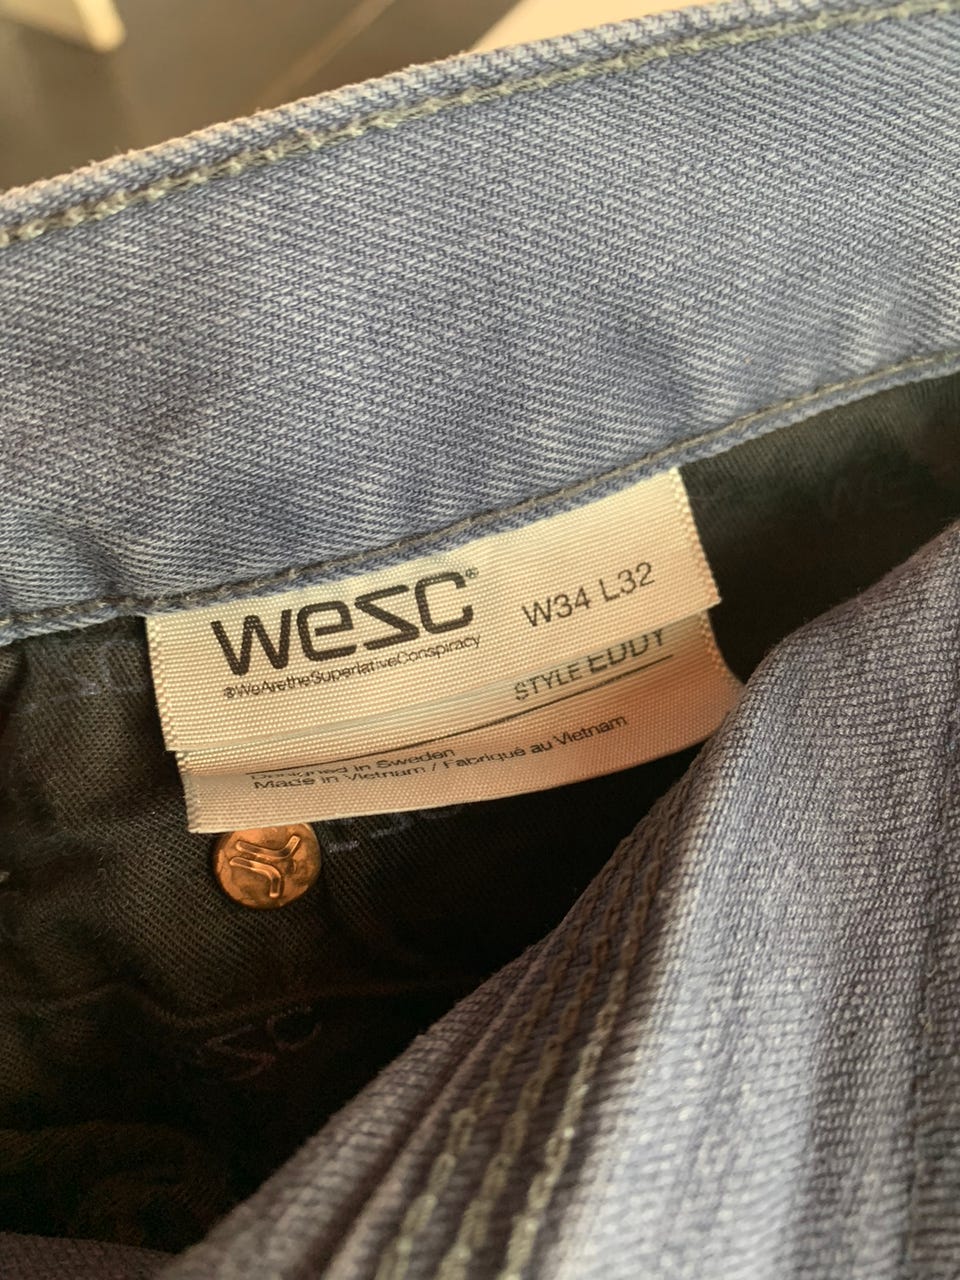 wesc®
®WeAretheSuperlativeConspiracy
W34 L32
STYLE EDDY
Designed in Sweden
Made in Vietnam / Fabriqué au Vietnam